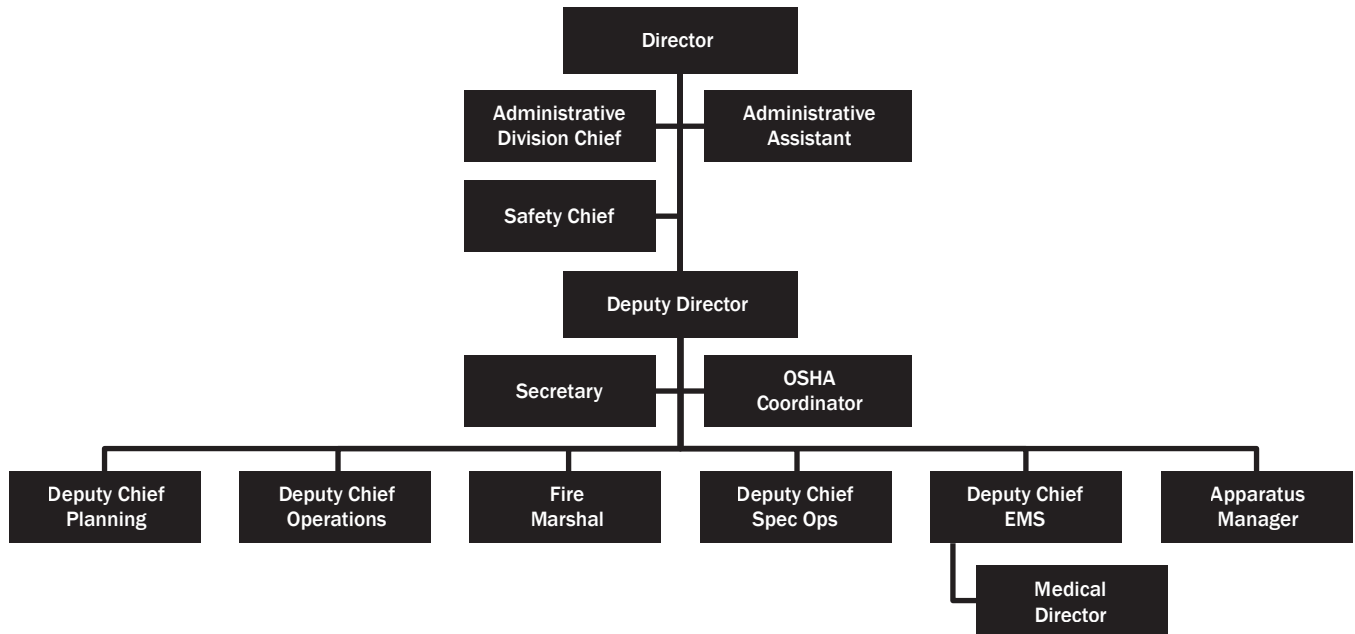 Director
Administrative
Division Chief
Administrative
Assistant
Safety Chief
Deputy Director
Secretary
OSHA
Coordinator
Deputy Chief
Planning
Deputy Chief
Operations
Fire
Marshal
Deputy Chief
Spec Ops
Deputy Chief
EMS
Apparatus
Manager
Medical
Director